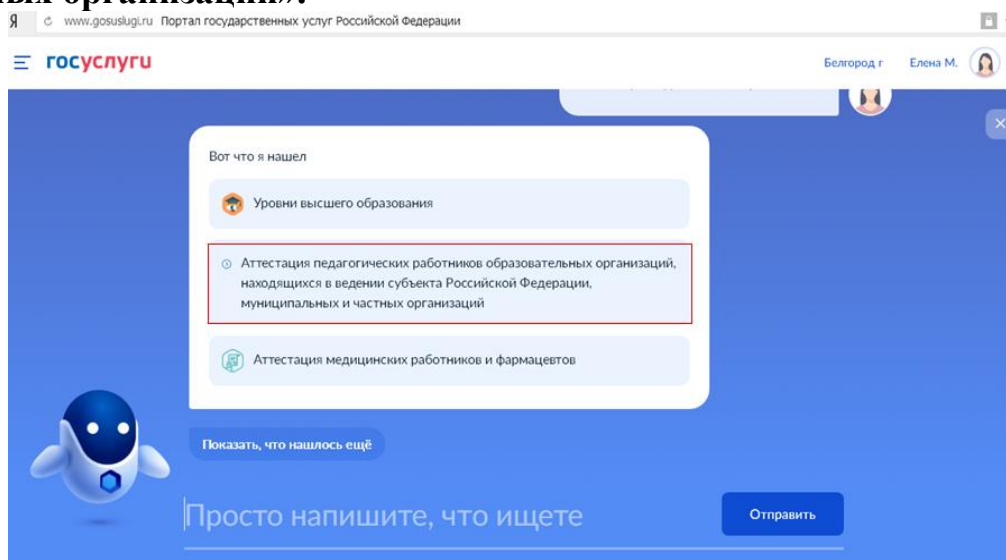 организаций».
Я www.gosuslugi.ru Портал государственных услуг Российской Федерации
госуслуги Белгород г Елена М.
Вот что я нашел
Уровни высшего образования
Аттестация педагогических работников образовательных организаций,
находящихся в ведении субъекта Российской Федерации,
муниципальных и частных организаций
Аттестация медицинских работников и фармацевтов
Показать, что нашлось ещё
Просто напишите, что ищете Отправить